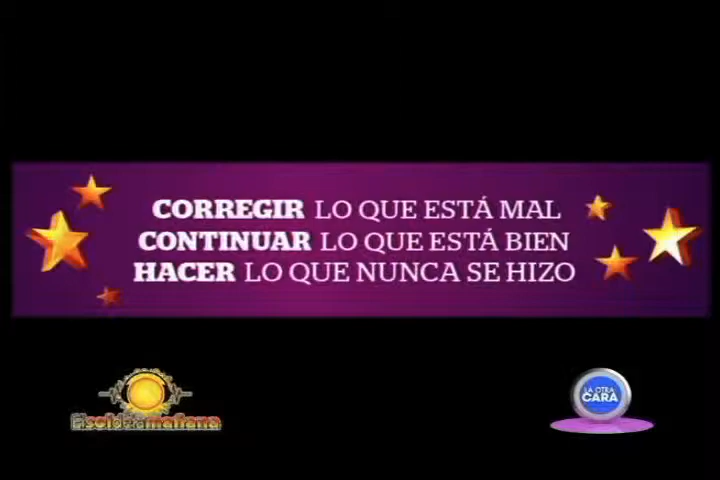 CORREGIR LO QUE ESTÁ MAL
CONTINUAR LO QUE ESTÁ BIEN
HACER LO QUE NUNCA SE HIZO
El sol de la mañana
LA OTRA
CARA